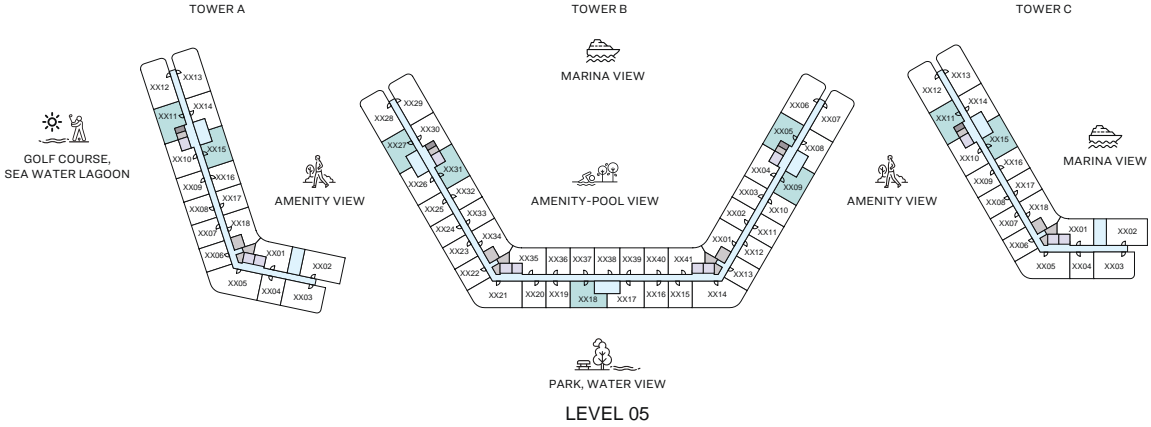 TOWER A
TOWER B
TOWER C
MARINA VIEW
GOLF COURSE,
SEA WATER LAGOON
AMENITY VIEW
AMENITY-POOL VIEW
AMENITY VIEW
MARINA VIEW
XX12
XX13
XX11
XX14
XX10
XX15
XX09
XX16
XX08
XX17
XX07
XX18
XX06
XX01
XX02
XX05
XX04
XX03
XX28
XX29
XX27
XX30
XX26
XX31
XX25
XX32
XX24
XX33
XX23
XX34
XX22
XX35
XX36
XX37
XX38
XX39
XX40
XX41
XX21
XX20
XX19
XX18
XX17
XX16
XX15
XX14
XX06
XX07
XX05
XX08
XX04
XX09
XX03
XX10
XX02
XX11
XX01
XX12
XX13
XX12
XX13
XX11
XX14
XX10
XX15
XX09
XX16
XX08
XX17
XX07
XX18
XX06
XX01
XX02
XX05
XX04
XX03
PARK, WATER VIEW
LEVEL 05